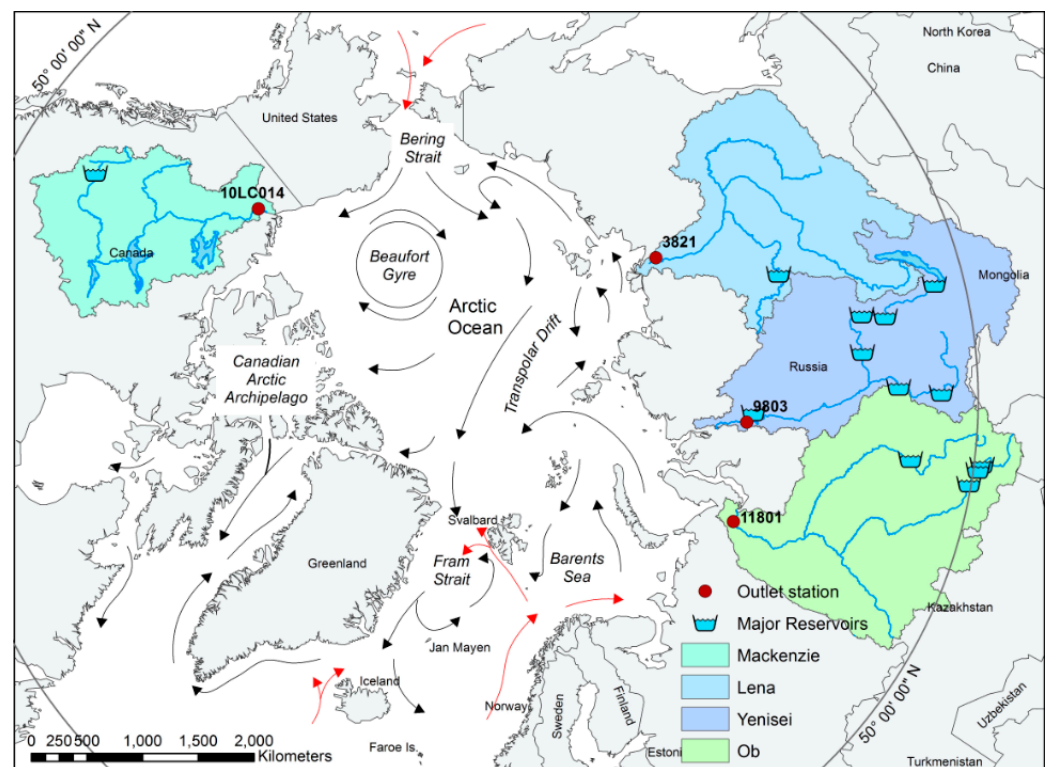 50° 00' 00" N
North Korea
China
United States
Bering
Strait
10LC014
Canada
3821
Beaufort
Gyre
Mongolia
Arctic
Ocean
Transpolar Drift
Canadian
Arctic
Archipelago
Russia
9803
11801
Svalbard
Greenland
Fram
Strait
Barents
Sea
Outlet station
Kazakhstan
Major Reservoirs
Jan Mayen
Mackenzie
Iceland
Lena
50° 00' 00" N
Norway
Sweden
Finland
Yenisei
Uzbekistan
0 250 500 1,000 1,500 2,000
Kilometers
Faroe Is.
Estoni
Ob
Turkmenistan